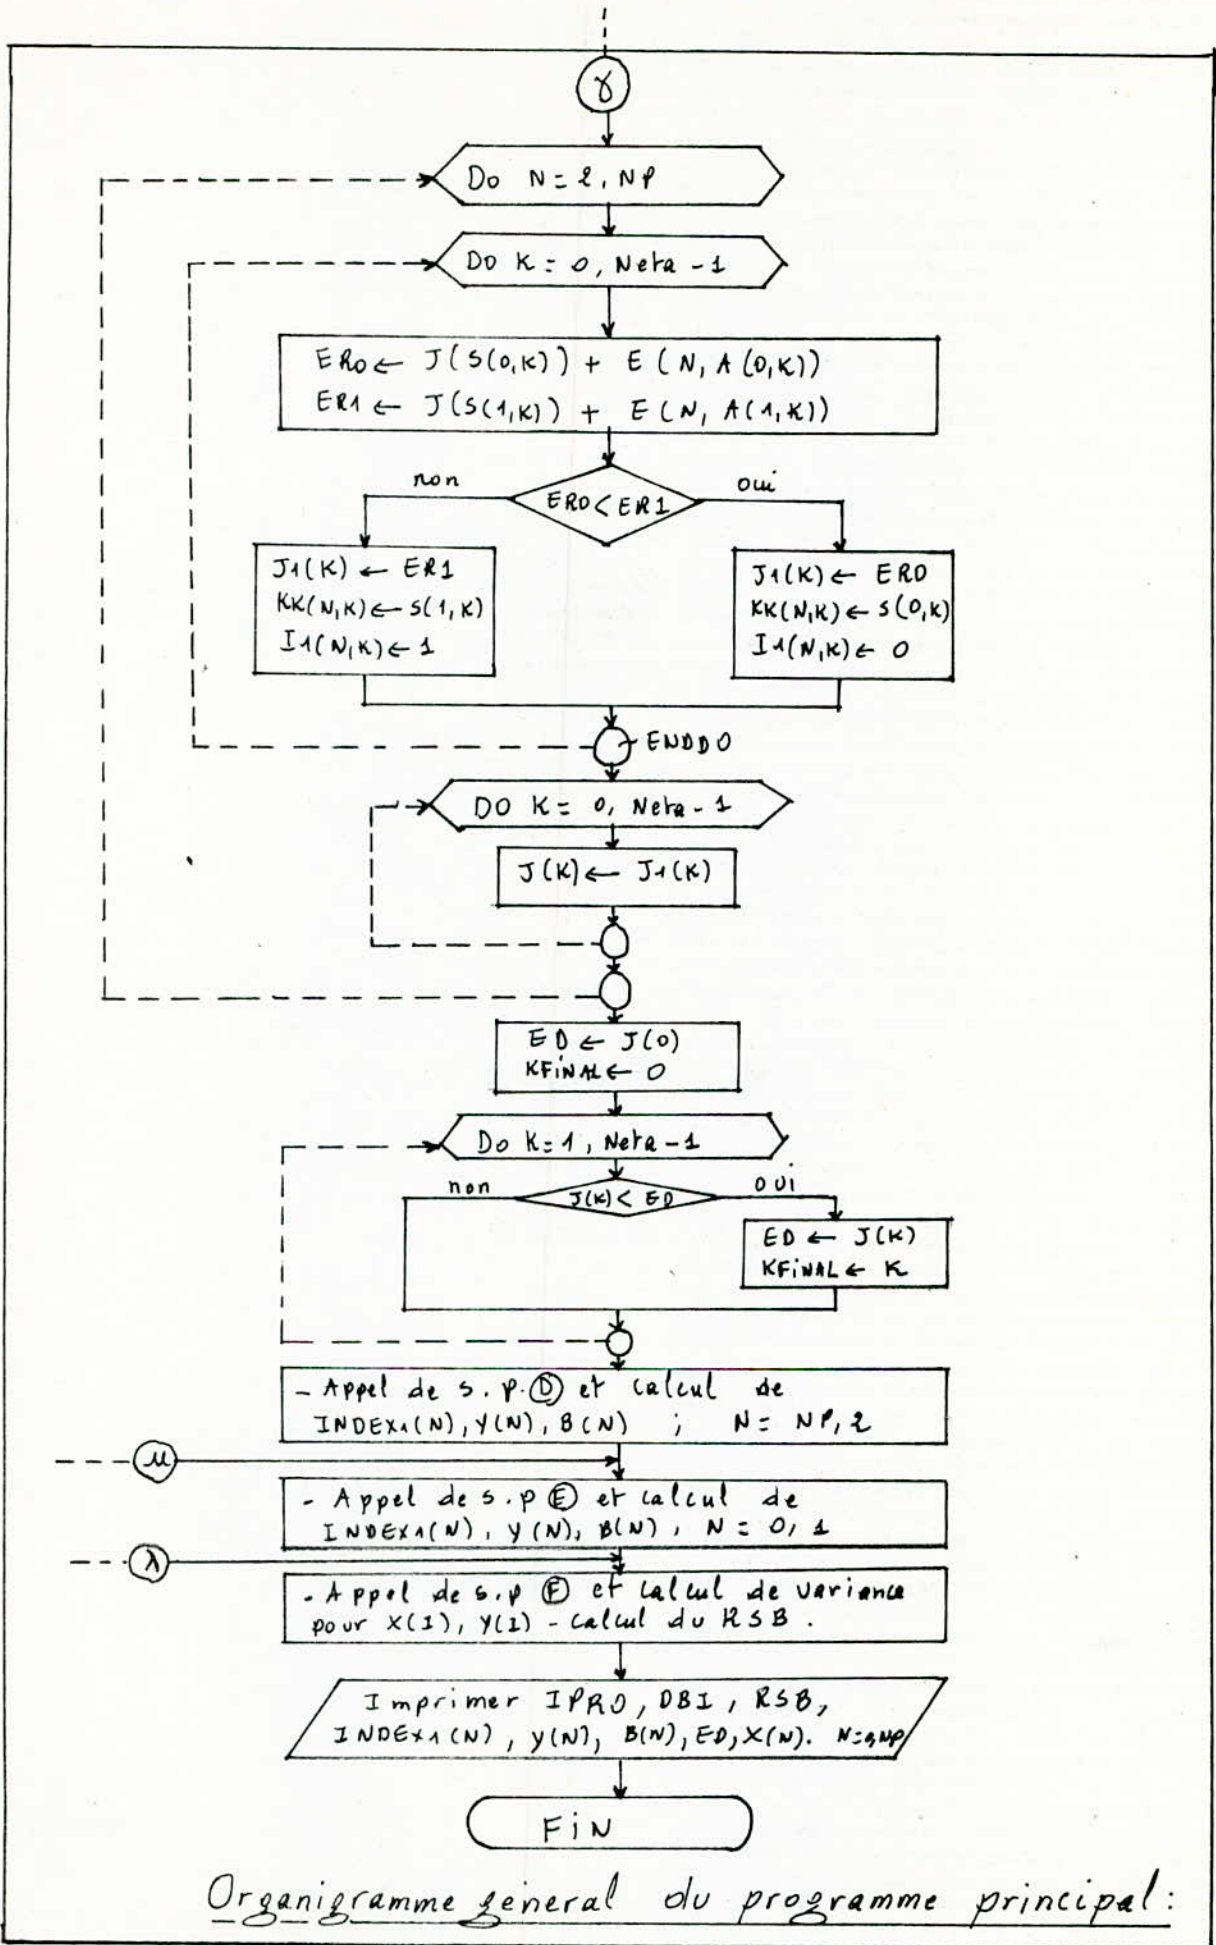 γ
Do N=2, NP
Do K=0, Neta-1
ER0 ← J(S(0,K)) + E(N, A(0,K))
ER1 ← J(S(1,K)) + E(N, A(1,K))
non
ER0 < ER1
oui
J1(K) ← ER1
KK(N,K) ← S(1,K)
I1(N,K) ← 1
J1(K) ← ER0
KK(N,K) ← S(0,K)
I1(N,K) ← 0
ENDDO
DO K=0, Neta-1
J(K) ← J1(K)
ED ← J(0)
KFiNAL ← 0
Do K=1, Neta-1
non
J(K) < ED
oui
ED ← J(K)
KFiNAL ← K
- Appel de s.p. D et calcul de
INDEX1(N), Y(N), B(N) ; N = NP, 2
μ
- Appel de s.p E et calcul de
INDEX1(N), Y(N), B(N), N = 0, 1
λ
- Appel de s.p F et calcul de variance
pour X(I), Y(I) - calcul du RSB.
Imprimer IPRO, DBI, RSB,
INDEX1(N), Y(N), B(N), ED, X(N). N=0,NP
FiN
Organigramme géneral du programme principal: